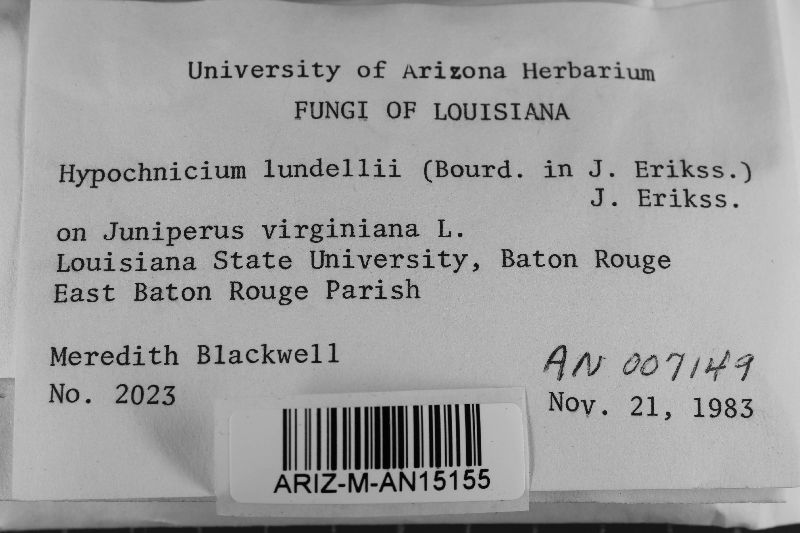 University of Arizona Herbarium
FUNGI OF LOUISIANA
Hypochnicium lundellii (Bourd. in J. Erikss.)
J. Erikss.
on Juniperus virginiana L.
Louisiana State University, Baton Rouge
East Baton Rouge Parish
Meredith Blackwell
AN 007149
No. 2023
Nov. 21, 1983
ARIZ-M-AN15155